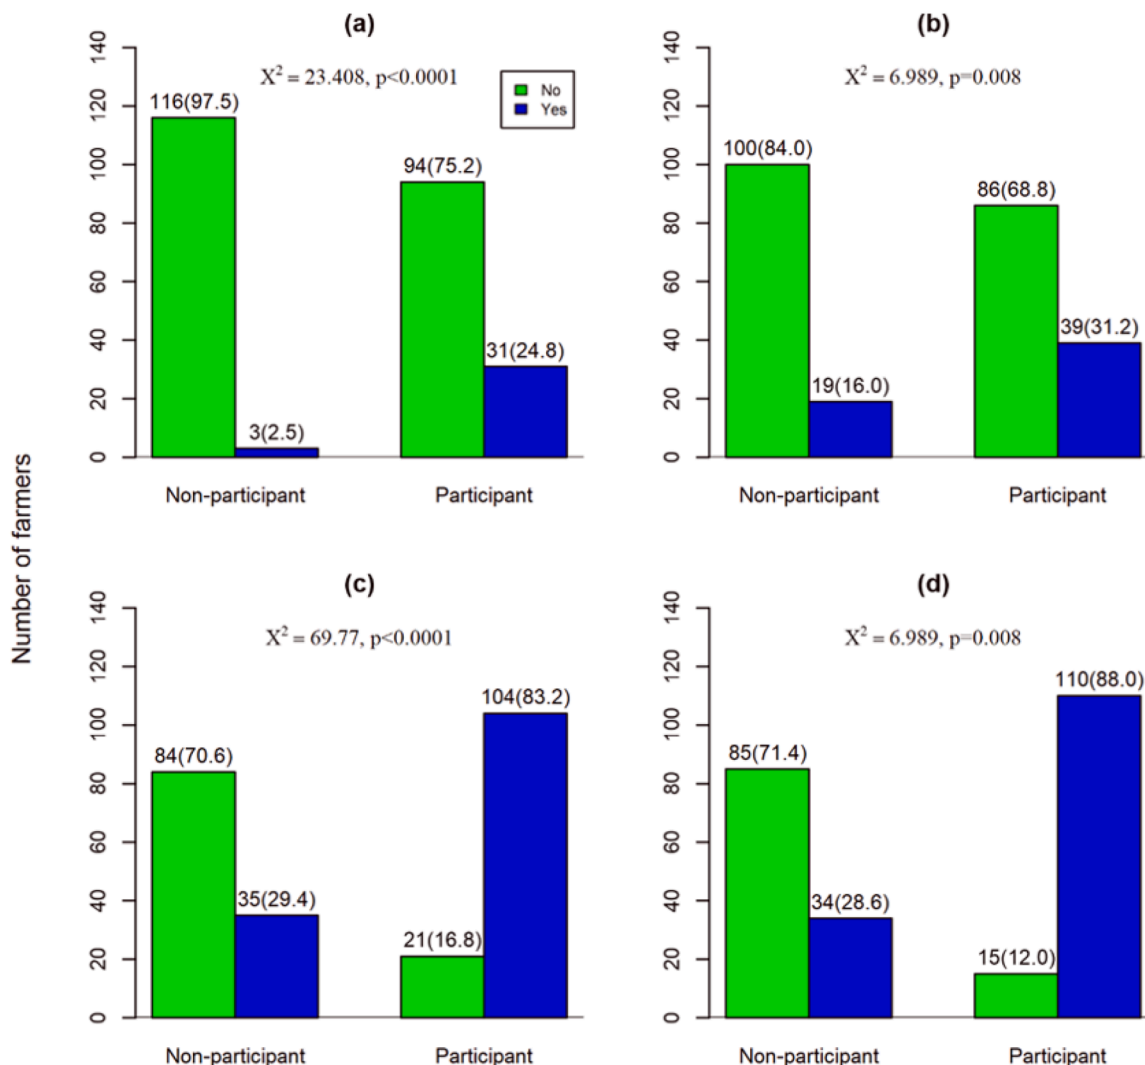 (a)
X² = 23.408, p<0.0001
No
Yes
140
120
100
80
60
40
20
0
116(97.5)
3(2.5)
94(75.2)
31(24.8)
Non-participant
Participant
(b)
X² = 6.989, p=0.008
140
120
100
80
60
40
20
0
100(84.0)
19(16.0)
86(68.8)
39(31.2)
Non-participant
Participant
Number of farmers
(c)
X² = 69.77, p<0.0001
140
120
100
80
60
40
20
0
84(70.6)
35(29.4)
21(16.8)
104(83.2)
Non-participant
Participant
(d)
X² = 6.989, p=0.008
140
120
100
80
60
40
20
0
85(71.4)
34(28.6)
15(12.0)
110(88.0)
Non-participant
Participant